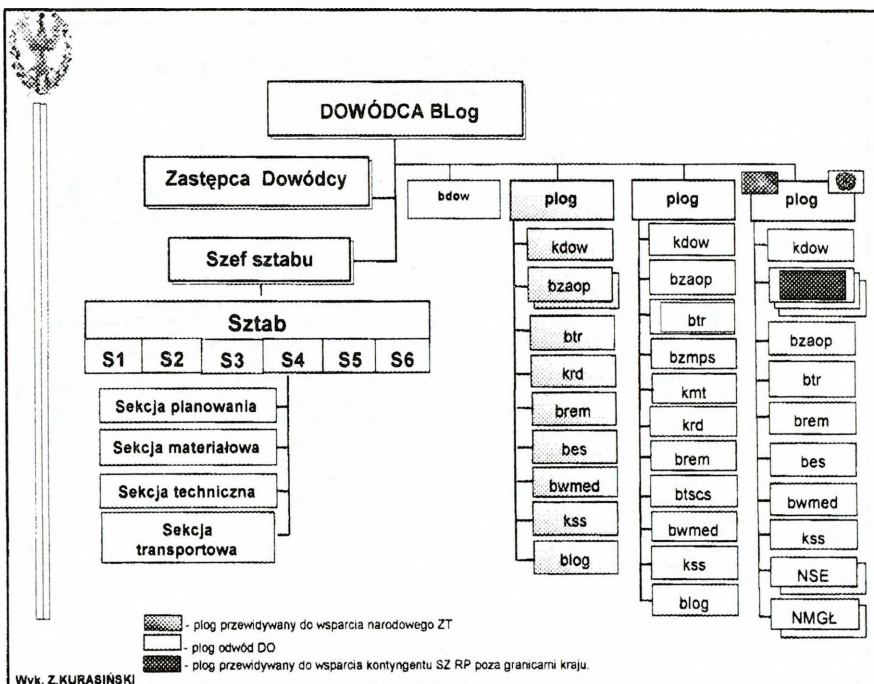 DOWÓDCA BLog
Zastępca Dowódcy
Szef sztabu
Sztab
S1 S2 S3 S4 S5 S6
Sekcja planowania
Sekcja materiałowa
Sekcja techniczna
Sekcja
transportowa
bdow
plog
kdow
bzaop
btr
krd
brem
bes
bwmed
kss
blog
plog
kdow
bzaop
btr
bzmps
kmt
krd
brem
btscs
bwmed
kss
blog
plog
kdow
bzaop
btr
brem
bes
bwmed
kss
NSE
NMGŁ
- plog przewidywany do wsparcia narodowego ZT
- plog odwód DO
- plog przewidywany do wsparcia kontyngentu SZ RP poza granicami kraju.
Wyk. Z.KURASIŃSKI